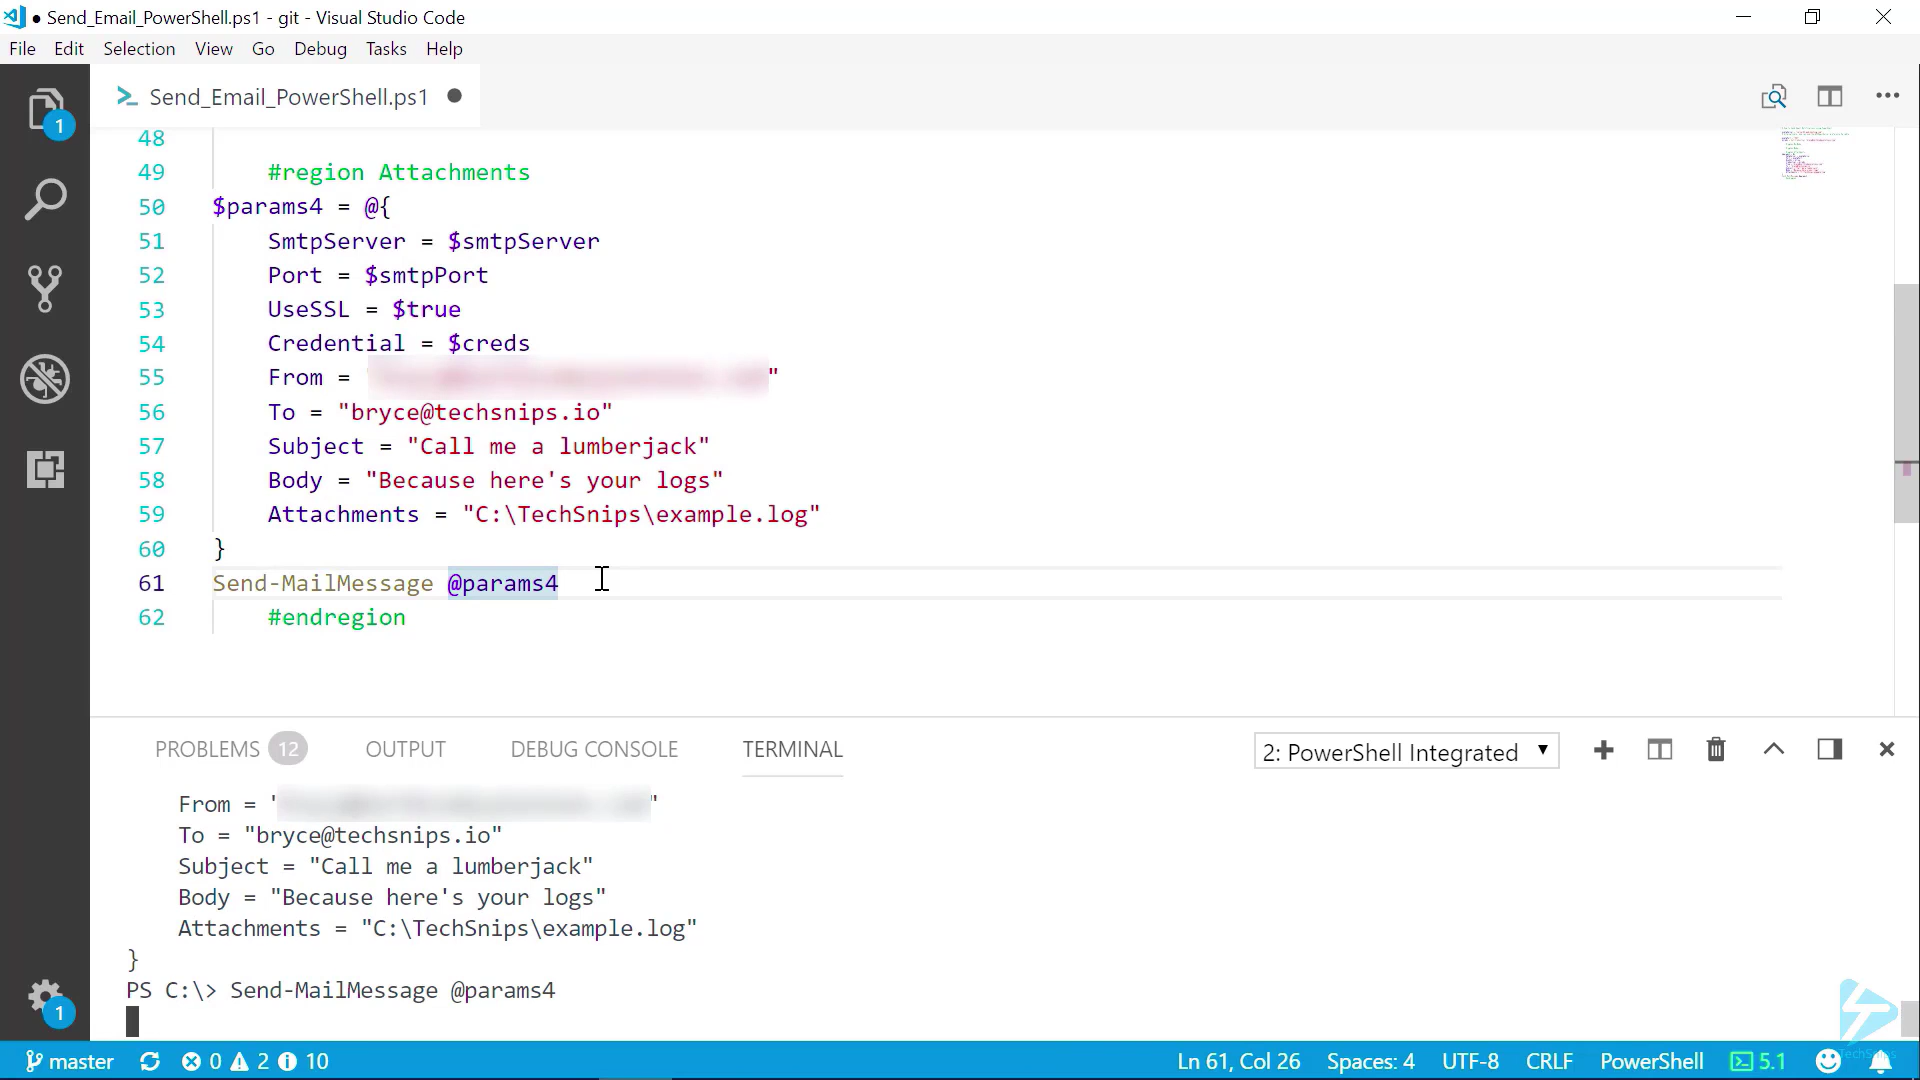 Send_Email_PowerShell.ps1 - git - Visual Studio Code
File Edit Selection View Go Debug Tasks Help
1
Send_Email_PowerShell.ps1
48
49 #region Attachments
50 $params4 = @{
51 SmtpServer = $smtpServer
52 Port = $smtpPort
53 UseSSL = $true
54 Credential = $creds
55 From = "
56 To = "bryce@techsnips.io"
57 Subject = "Call me a lumberjack"
58 Body = "Because here's your logs"
59 Attachments = "C:\TechSnips\example.log"
60 }
61 Send-MailMessage @params4
62 #endregion
PROBLEMS 12 OUTPUT DEBUG CONSOLE TERMINAL 2: PowerShell Integrated
From = ' '
To = "bryce@techsnips.io"
Subject = "Call me a lumberjack"
Body = "Because here's your logs"
Attachments = "C:\TechSnips\example.log"
}
PS C:\> Send-MailMessage @params4
1
master 0 2 10 Ln 61, Col 26 Spaces: 4 UTF-8 CRLF PowerShell 5.1
TechSnips